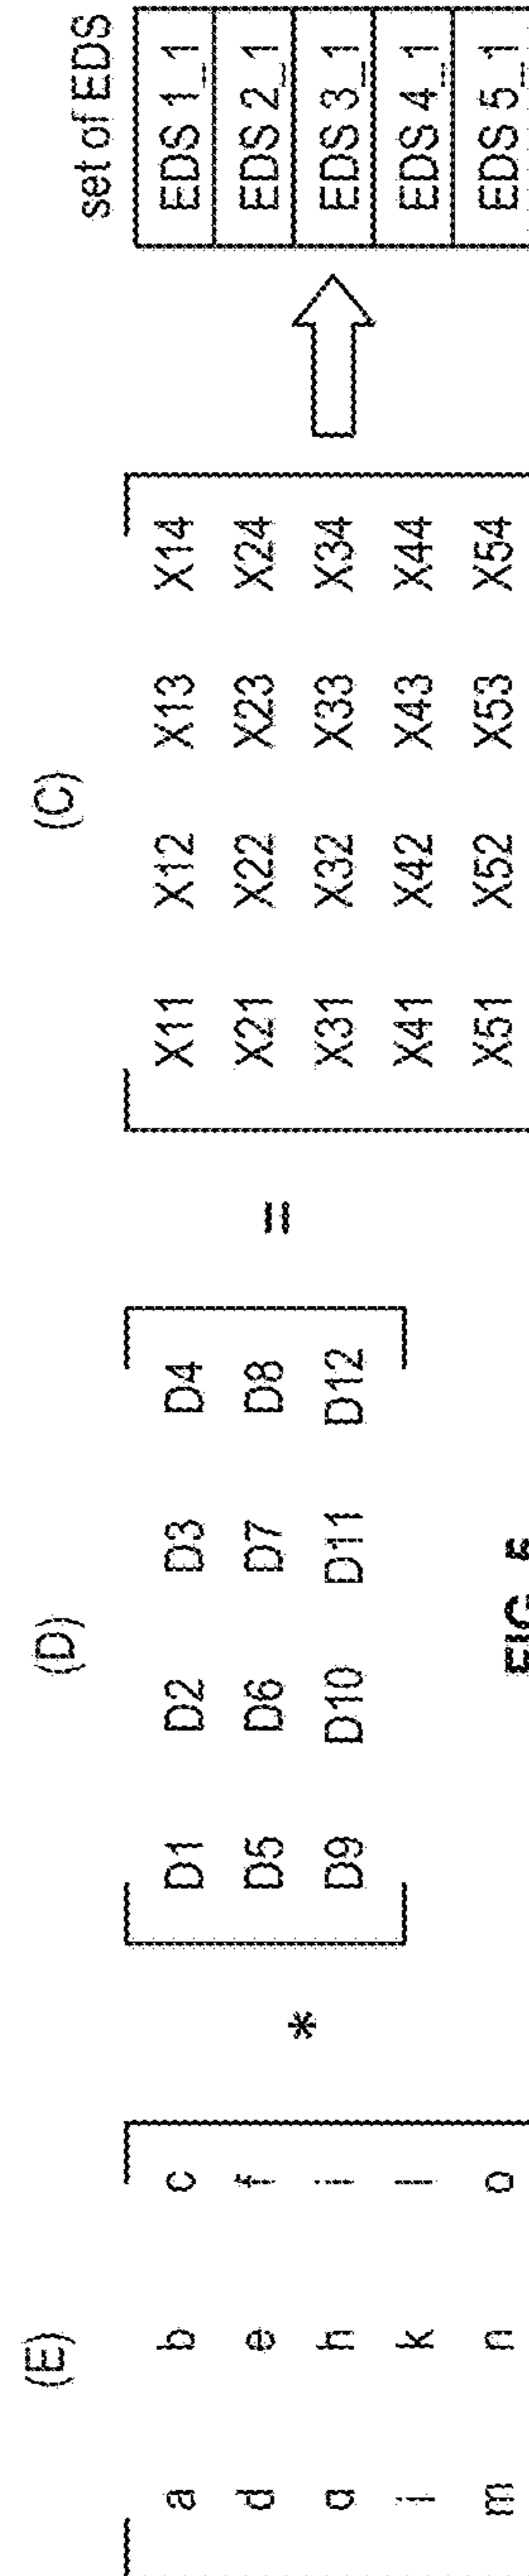 (E) (D) (C) set of EDS
a b c D1 D2 D3 D4 X11 X12 X13 X14 EDS 1_1
d e f * D5 D6 D7 D8 = X21 X22 X23 X24 EDS 2_1
g h i D9 D10 D11 D12 X31 X32 X33 X34 EDS 3_1
j k l X41 X42 X43 X44 EDS 4_1
m n o X51 X52 X53 X54 EDS 5_1
FIG. 5